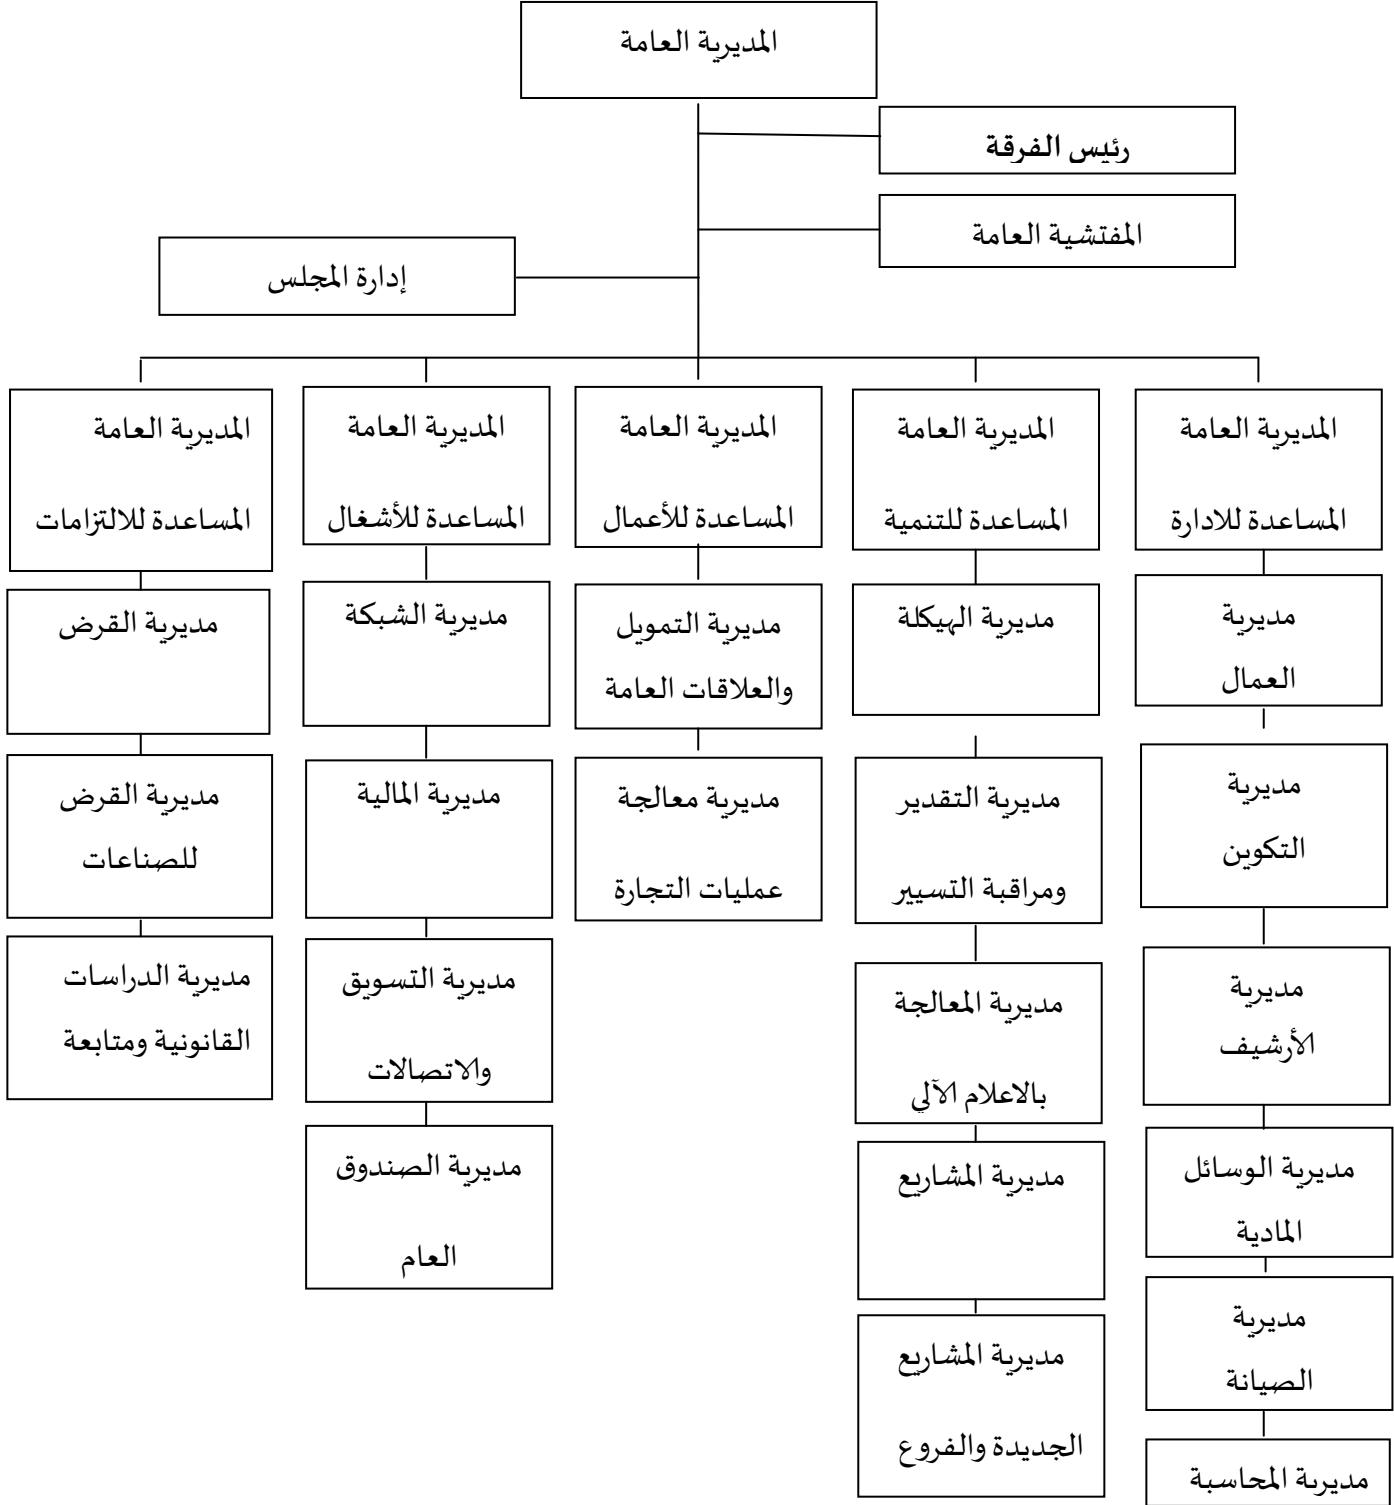 المديرية العامة
رئيس الفرقة
المفتشية العامة
إدارة المجلس
المديرية العامة
المساعدة للادارة
المديرية العامة
المساعدة للتنمية
المديرية العامة
المساعدة للأعمال
المديرية العامة
المساعدة للأشغال
المديرية العامة
المساعدة للالتزامات
مديرية
العمال
مديرية الهيكلة
مديرية التمويل
والعلاقات العامة
مديرية الشبكة
مديرية القرض
مديرية
التكوين
مديرية التقدير
ومراقبة التسيير
مديرية معالجة
عمليات التجارة
مديرية المالية
مديرية القرض
للصناعات
مديرية
الأرشيف
مديرية المعالجة
بالاعلام الآلي
مديرية التسويق
والاتصالات
مديرية الدراسات
القانونية ومتابعة
مديرية الوسائل
المادية
مديرية المشاريع
مديرية الصندوق
العام
مديرية
الصيانة
مديرية المشاريع
الجديدة والفروع
مديرية المحاسبة